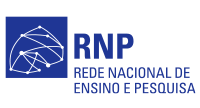 RNP
REDE NACIONAL DE
ENSINO E PESQUISA